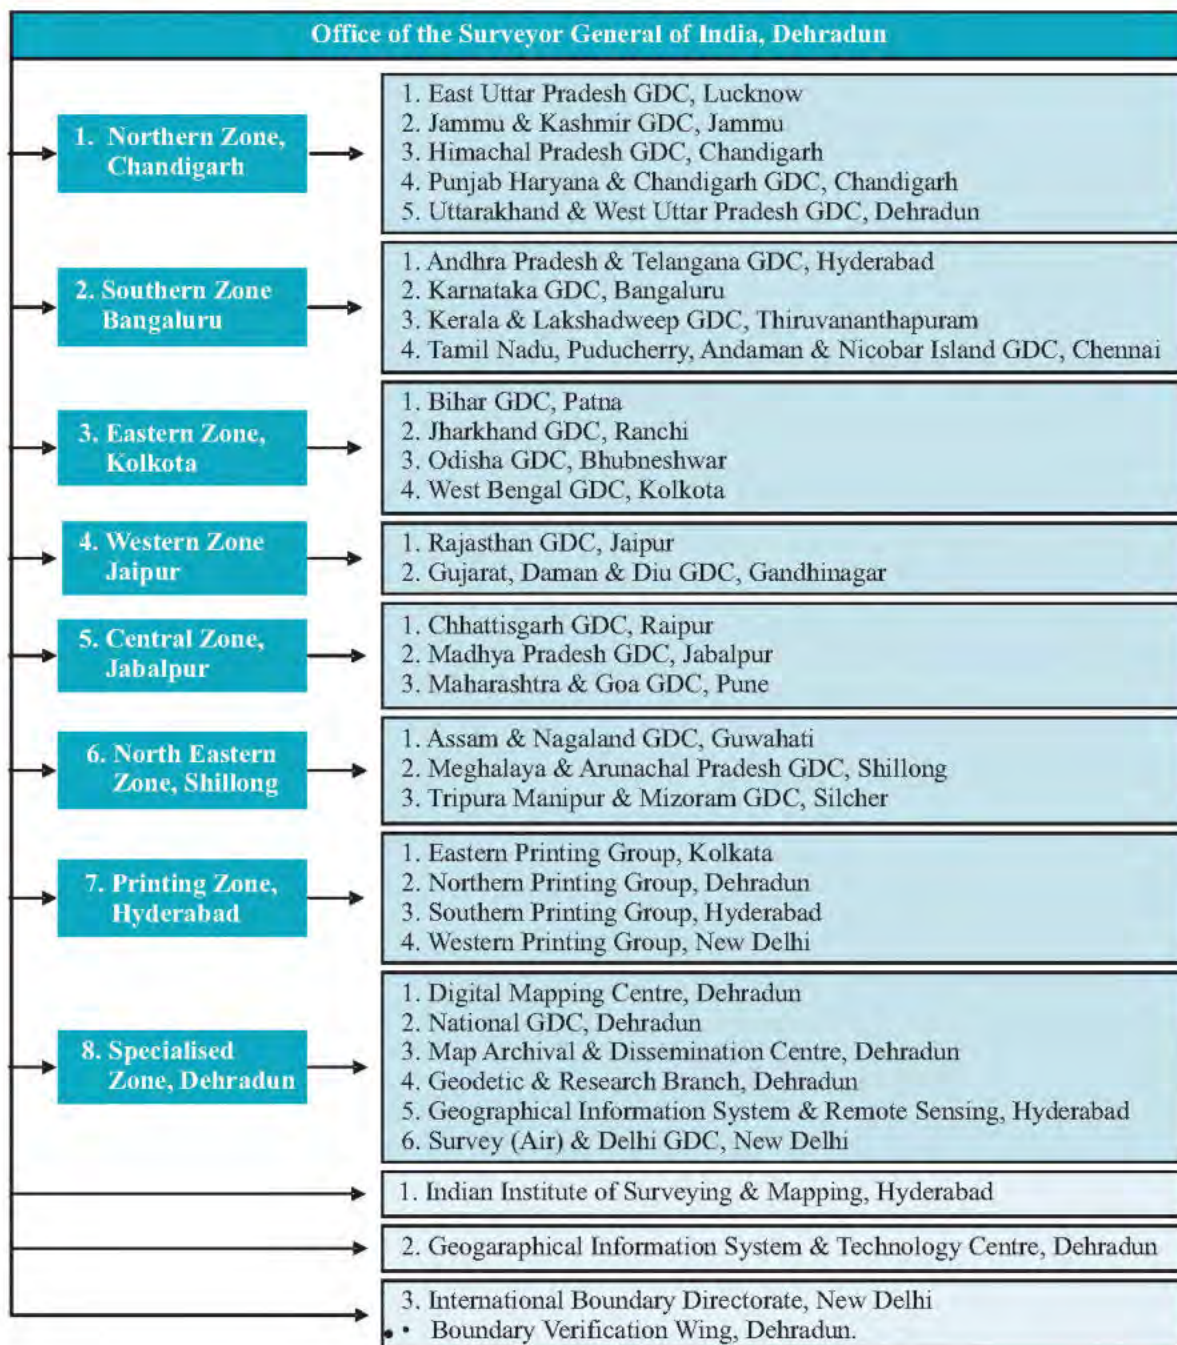 Office of the Surveyor General of India, Dehradun
1. Northern Zone,
Chandigarh
1. East Uttar Pradesh GDC, Lucknow
2. Jammu & Kashmir GDC, Jammu
3. Himachal Pradesh GDC, Chandigarh
4. Punjab Haryana & Chandigarh GDC, Chandigarh
5. Uttarakhand & West Uttar Pradesh GDC, Dehradun
2. Southern Zone
Bangaluru
1. Andhra Pradesh & Telangana GDC, Hyderabad
2. Karnataka GDC, Bangaluru
3. Kerala & Lakshadweep GDC, Thiruvananthapuram
4. Tamil Nadu, Puducherry, Andaman & Nicobar Island GDC, Chennai
3. Eastern Zone,
Kolkota
1. Bihar GDC, Patna
2. Jharkhand GDC, Ranchi
3. Odisha GDC, Bhubneshwar
4. West Bengal GDC, Kolkota
4. Western Zone
Jaipur
1. Rajasthan GDC, Jaipur
2. Gujarat, Daman & Diu GDC, Gandhinagar
5. Central Zone,
Jabalpur
1. Chhattisgarh GDC, Raipur
2. Madhya Pradesh GDC, Jabalpur
3. Maharashtra & Goa GDC, Pune
6. North Eastern
Zone, Shillong
1. Assam & Nagaland GDC, Guwahati
2. Meghalaya & Arunachal Pradesh GDC, Shillong
3. Tripura Manipur & Mizoram GDC, Silcher
7. Printing Zone,
Hyderabad
1. Eastern Printing Group, Kolkata
2. Northern Printing Group, Dehradun
3. Southern Printing Group, Hyderabad
4. Western Printing Group, New Delhi
8. Specialised
Zone, Dehradun
1. Digital Mapping Centre, Dehradun
2. National GDC, Dehradun
3. Map Archival & Dissemination Centre, Dehradun
4. Geodetic & Research Branch, Dehradun
5. Geographical Information System & Remote Sensing, Hyderabad
6. Survey (Air) & Delhi GDC, New Delhi
1. Indian Institute of Surveying & Mapping, Hyderabad
2. Geogaraphical Information System & Technology Centre, Dehradun
3. International Boundary Directorate, New Delhi
• Boundary Verification Wing, Dehradun.